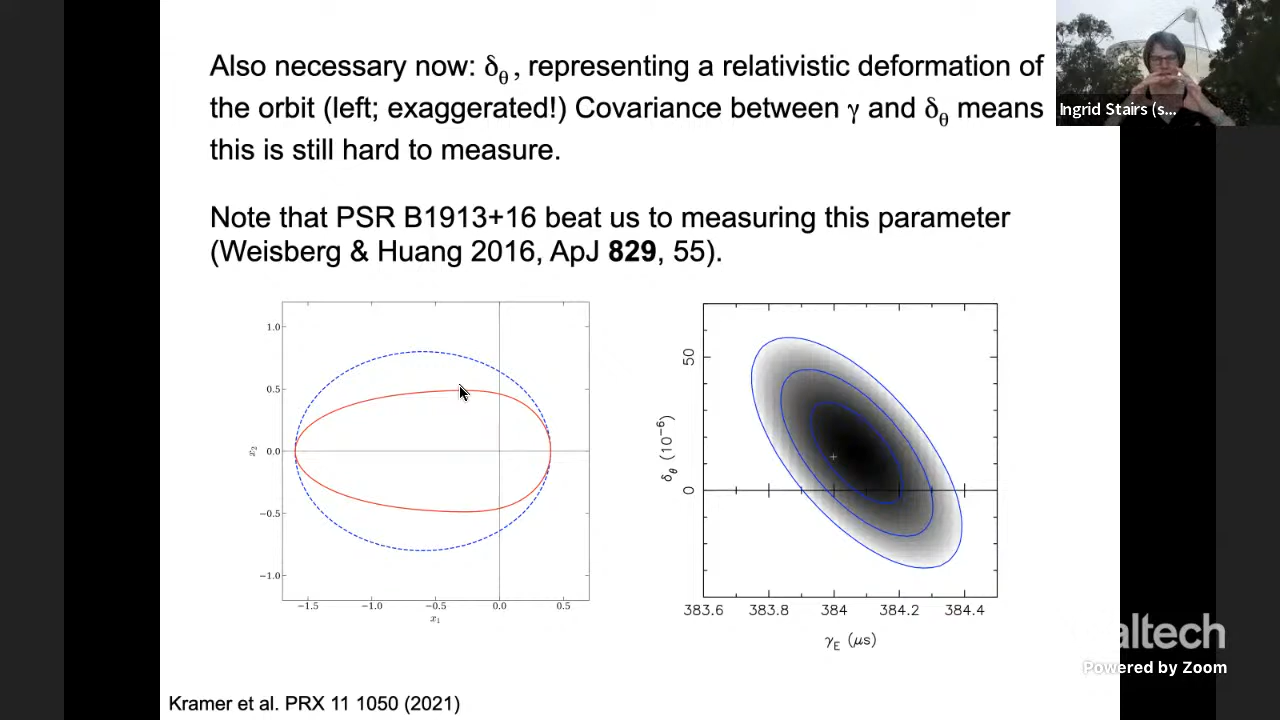 Also necessary now: δθ, representing a relativistic deformation of
the orbit (left; exaggerated!) Covariance between γ and δθ means
this is still hard to measure.
Note that PSR B1913+16 beat us to measuring this parameter
(Weisberg & Huang 2016, ApJ 829, 55).
Ingrid Stairs (s...
1.0
0.5
0.0
−0.5
−1.0
x₂
−1.5 −1.0 −0.5 0.0 0.5
x₁
50
0
δθ (10⁻⁶)
383.6 383.8 384 384.2 384.4
γE (μs)
altech
Powered by Zoom
Kramer et al. PRX 11 1050 (2021)